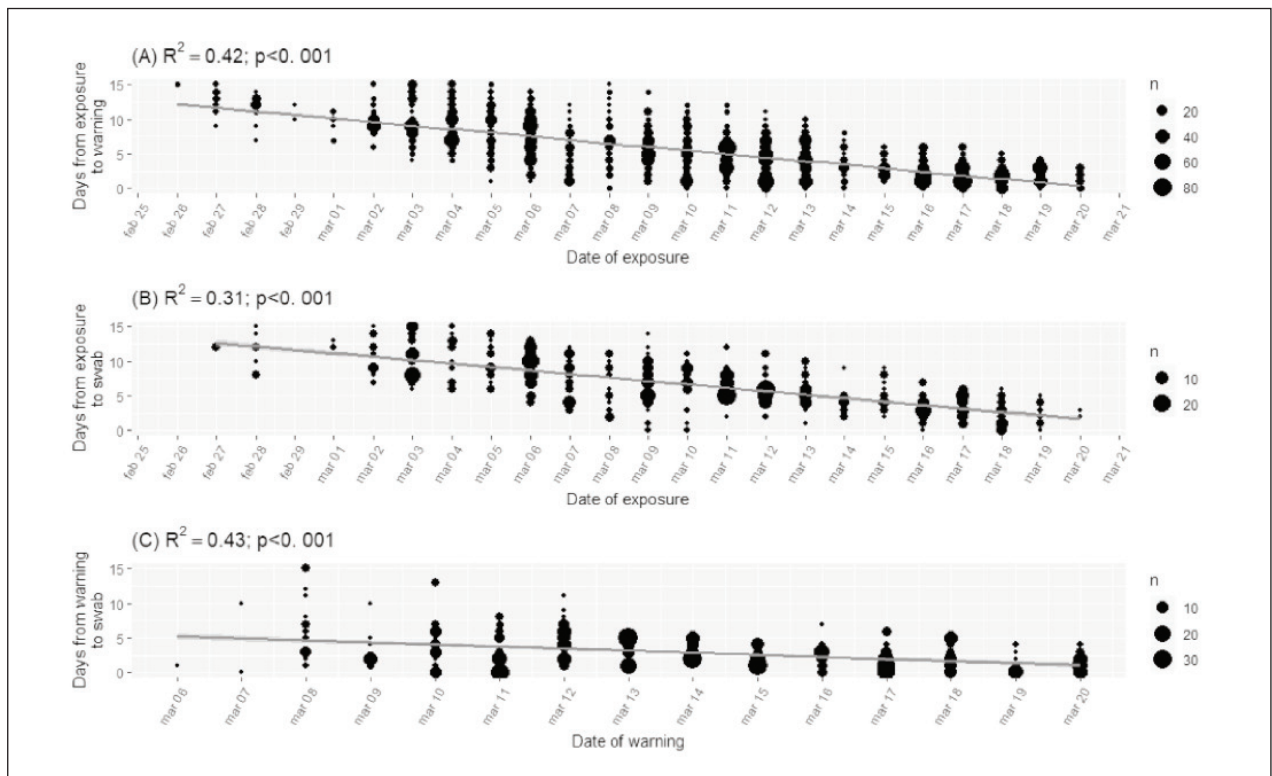 (A) R² = 0.42; p<0. 001
Days from exposure
to warning
15
10
5
0
feb 25
feb 26
feb 27
feb 28
feb 29
mar 01
mar 02
mar 03
mar 04
mar 05
mar 06
mar 07
mar 08
mar 09
mar 10
mar 11
mar 12
mar 13
mar 14
mar 15
mar 16
mar 17
mar 18
mar 19
mar 20
mar 21
Date of exposure
n
20
40
60
80
(B) R² = 0.31; p<0. 001
Days from exposure
to swab
15
10
5
0
feb 25
feb 26
feb 27
feb 28
feb 29
mar 01
mar 02
mar 03
mar 04
mar 05
mar 06
mar 07
mar 08
mar 09
mar 10
mar 11
mar 12
mar 13
mar 14
mar 15
mar 16
mar 17
mar 18
mar 19
mar 20
mar 21
Date of exposure
n
10
20
(C) R² = 0.43; p<0. 001
Days from warning
to swab
15
10
5
0
mar 06
mar 07
mar 08
mar 09
mar 10
mar 11
mar 12
mar 13
mar 14
mar 15
mar 16
mar 17
mar 18
mar 19
mar 20
Date of warning
n
10
20
30